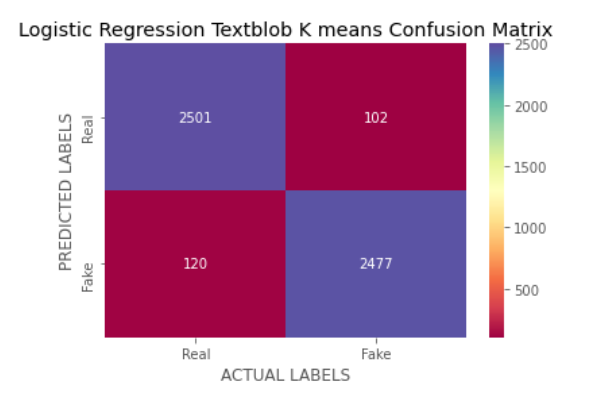 Logistic Regression Textblob K means Confusion Matrix
PREDICTED LABELS
Real
Fake
2501
102
120
2477
Real
Fake
ACTUAL LABELS
2500
2000
1500
1000
500